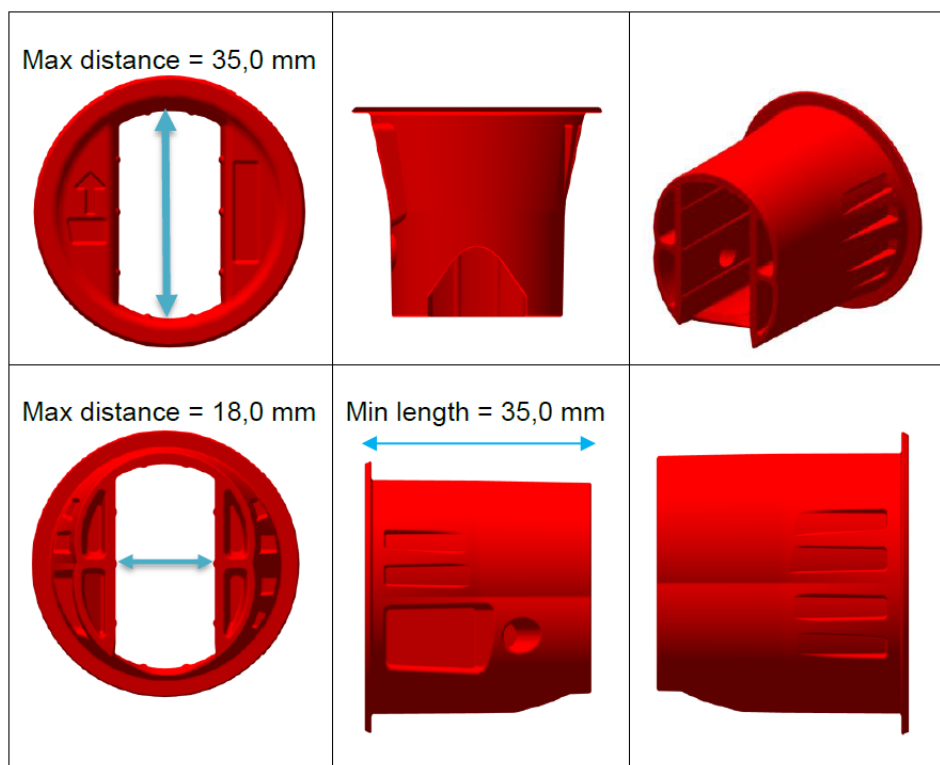 Max distance = 35,0 mm
Max distance = 18,0 mm
Min length = 35,0 mm